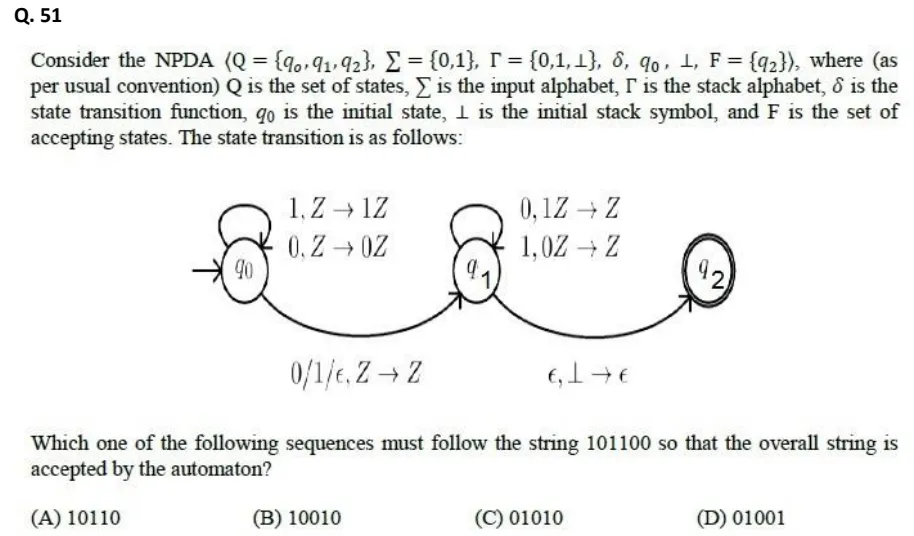 Q. 51
Consider the NPDA ⟨Q = {q₀, q₁, q₂}, Σ = {0,1}, Γ = {0,1,⊥}, δ, q₀, ⊥, F = {q₂}⟩, where (as
per usual convention) Q is the set of states, Σ is the input alphabet, Γ is the stack alphabet, δ is the
state transition function, q₀ is the initial state, ⊥ is the initial stack symbol, and F is the set of
accepting states. The state transition is as follows:
1, Z → 1Z
0, Z → 0Z
0, 1Z → Z
1, 0Z → Z
q0
q1
q2
0/1/ϵ, Z → Z
ϵ, ⊥ → ϵ
Which one of the following sequences must follow the string 101100 so that the overall string is
accepted by the automaton?
(A) 10110 (B) 10010 (C) 01010 (D) 01001